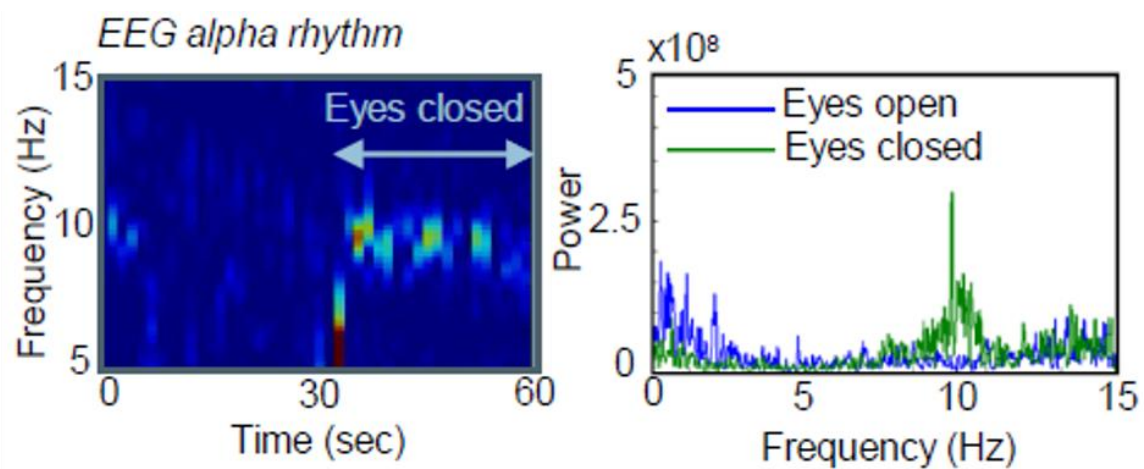 EEG alpha rhythm
15
10
5
Frequency (Hz)
Eyes closed
0 30 60
Time (sec)
x10⁸
5
2.5
0
Power
Eyes open
Eyes closed
0 5 10 15
Frequency (Hz)